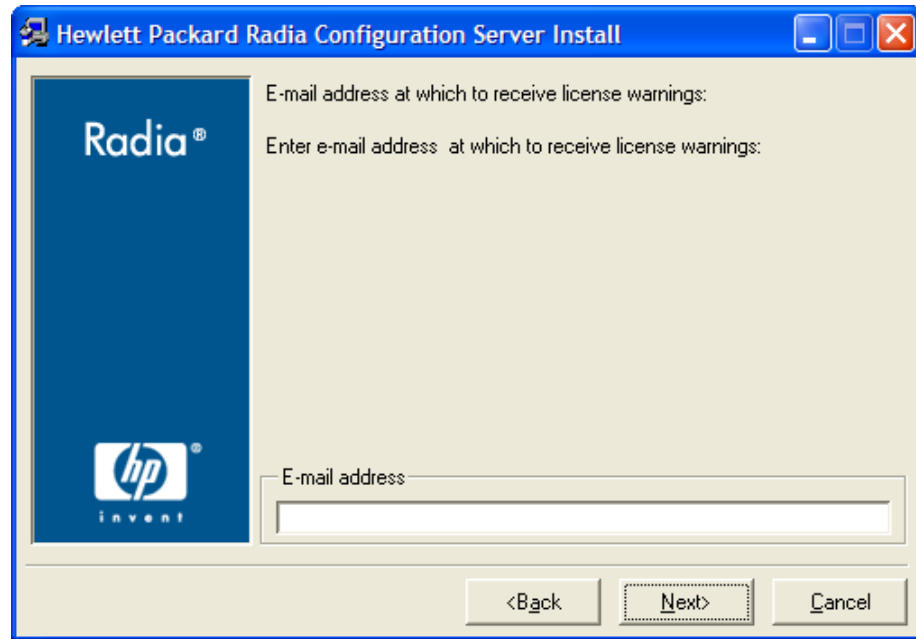 Hewlett Packard Radia Configuration Server Install
Radia®
E-mail address at which to receive license warnings:
Enter e-mail address at which to receive license warnings:
hp®
invent
E-mail address
<Back
Next>
Cancel